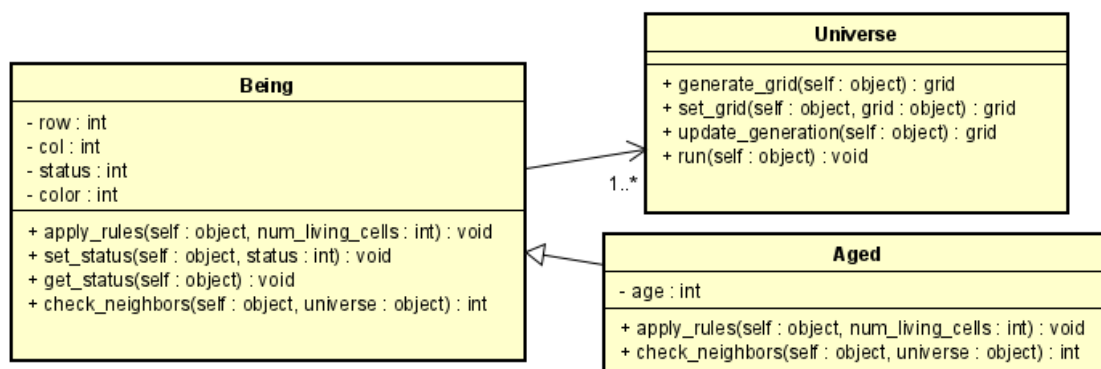 Being
- row : int
- col : int
- status : int
- color : int
+ apply_rules(self : object, num_living_cells : int) : void
+ set_status(self : object, status : int) : void
+ get_status(self : object) : void
+ check_neighbors(self : object, universe : object) : int
1..*
Universe
+ generate_grid(self : object) : grid
+ set_grid(self : object, grid : object) : grid
+ update_generation(self : object) : grid
+ run(self : object) : void
Aged
- age : int
+ apply_rules(self : object, num_living_cells : int) : void
+ check_neighbors(self : object, universe : object) : int